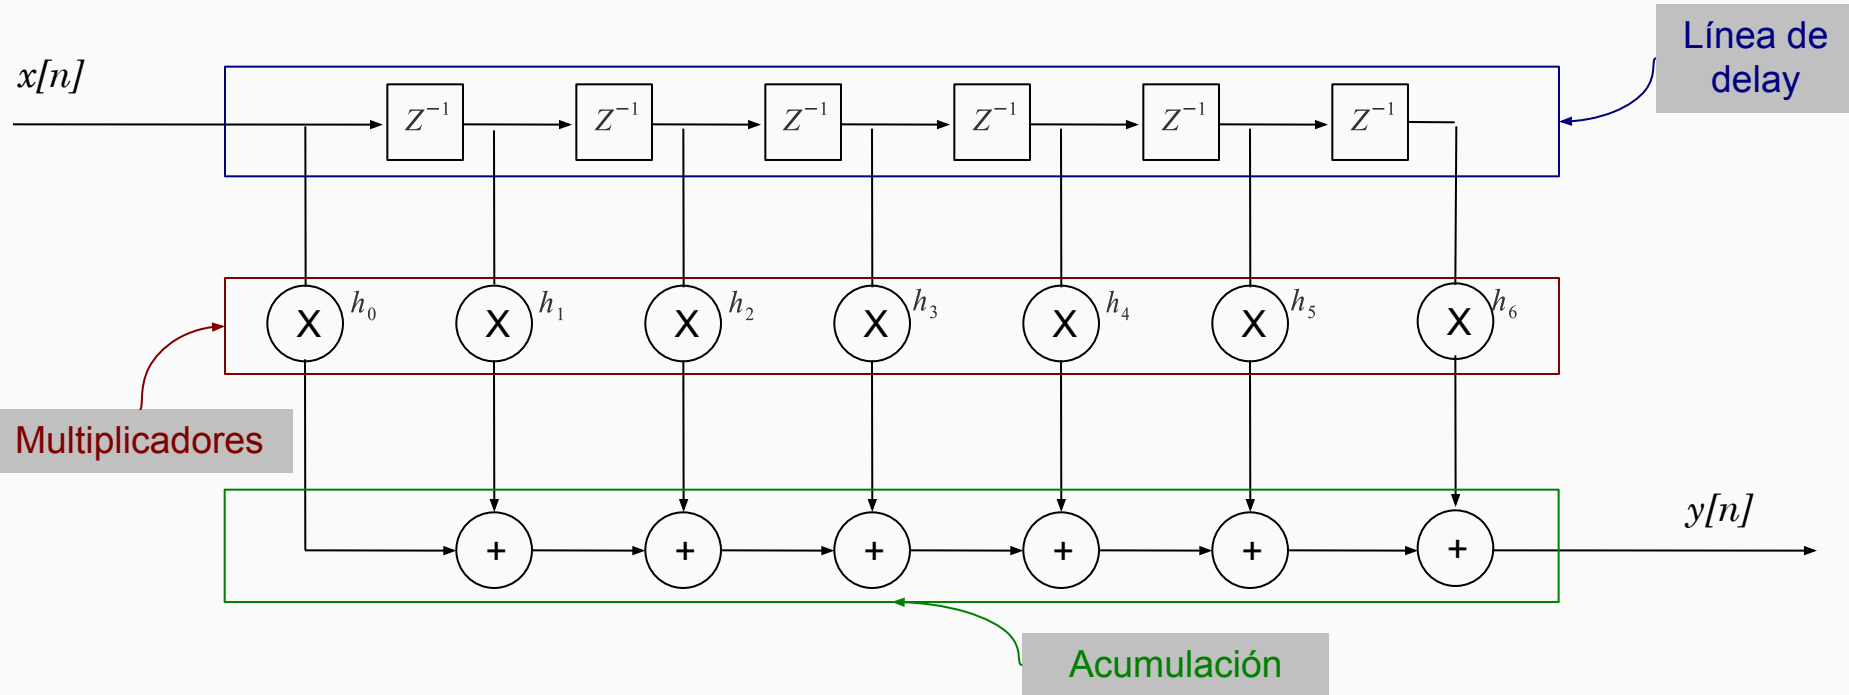 Línea de
delay
x[n]
Z⁻¹ Z⁻¹ Z⁻¹ Z⁻¹ Z⁻¹ Z⁻¹
X h₀ X h₁ X h₂ X h₃ X h₄ X h₅ X h₆
Multiplicadores
y[n]
+ + + + + +
Acumulación